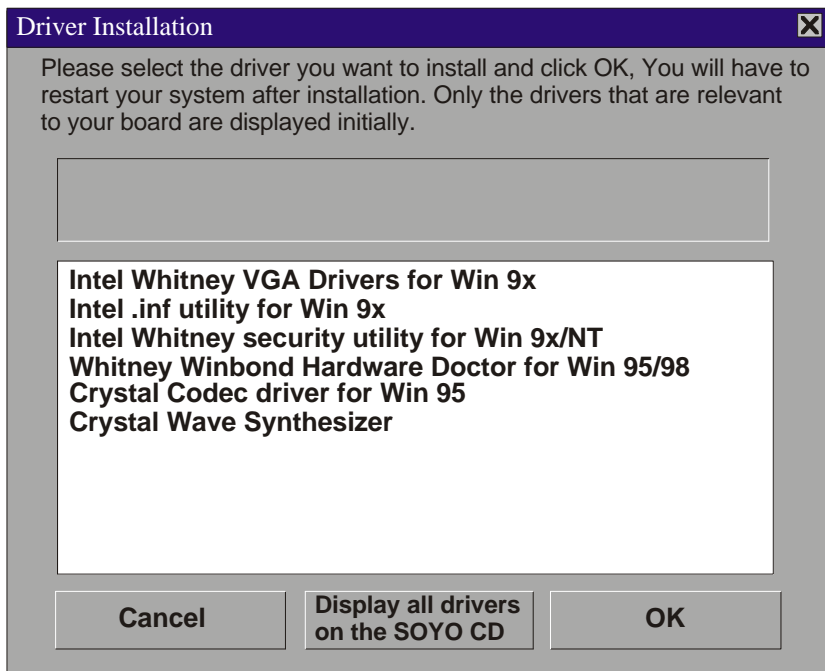 Driver Installation
Please select the driver you want to install and click OK, You will have to
restart your system after installation. Only the drivers that are relevant
to your board are displayed initially.
Intel Whitney VGA Drivers for Win 9x
Intel .inf utility for Win 9x
Intel Whitney security utility for Win 9x/NT
Whitney Winbond Hardware Doctor for Win 95/98
Crystal Codec driver for Win 95
Crystal Wave Synthesizer
Cancel
Display all drivers
on the SOYO CD
OK